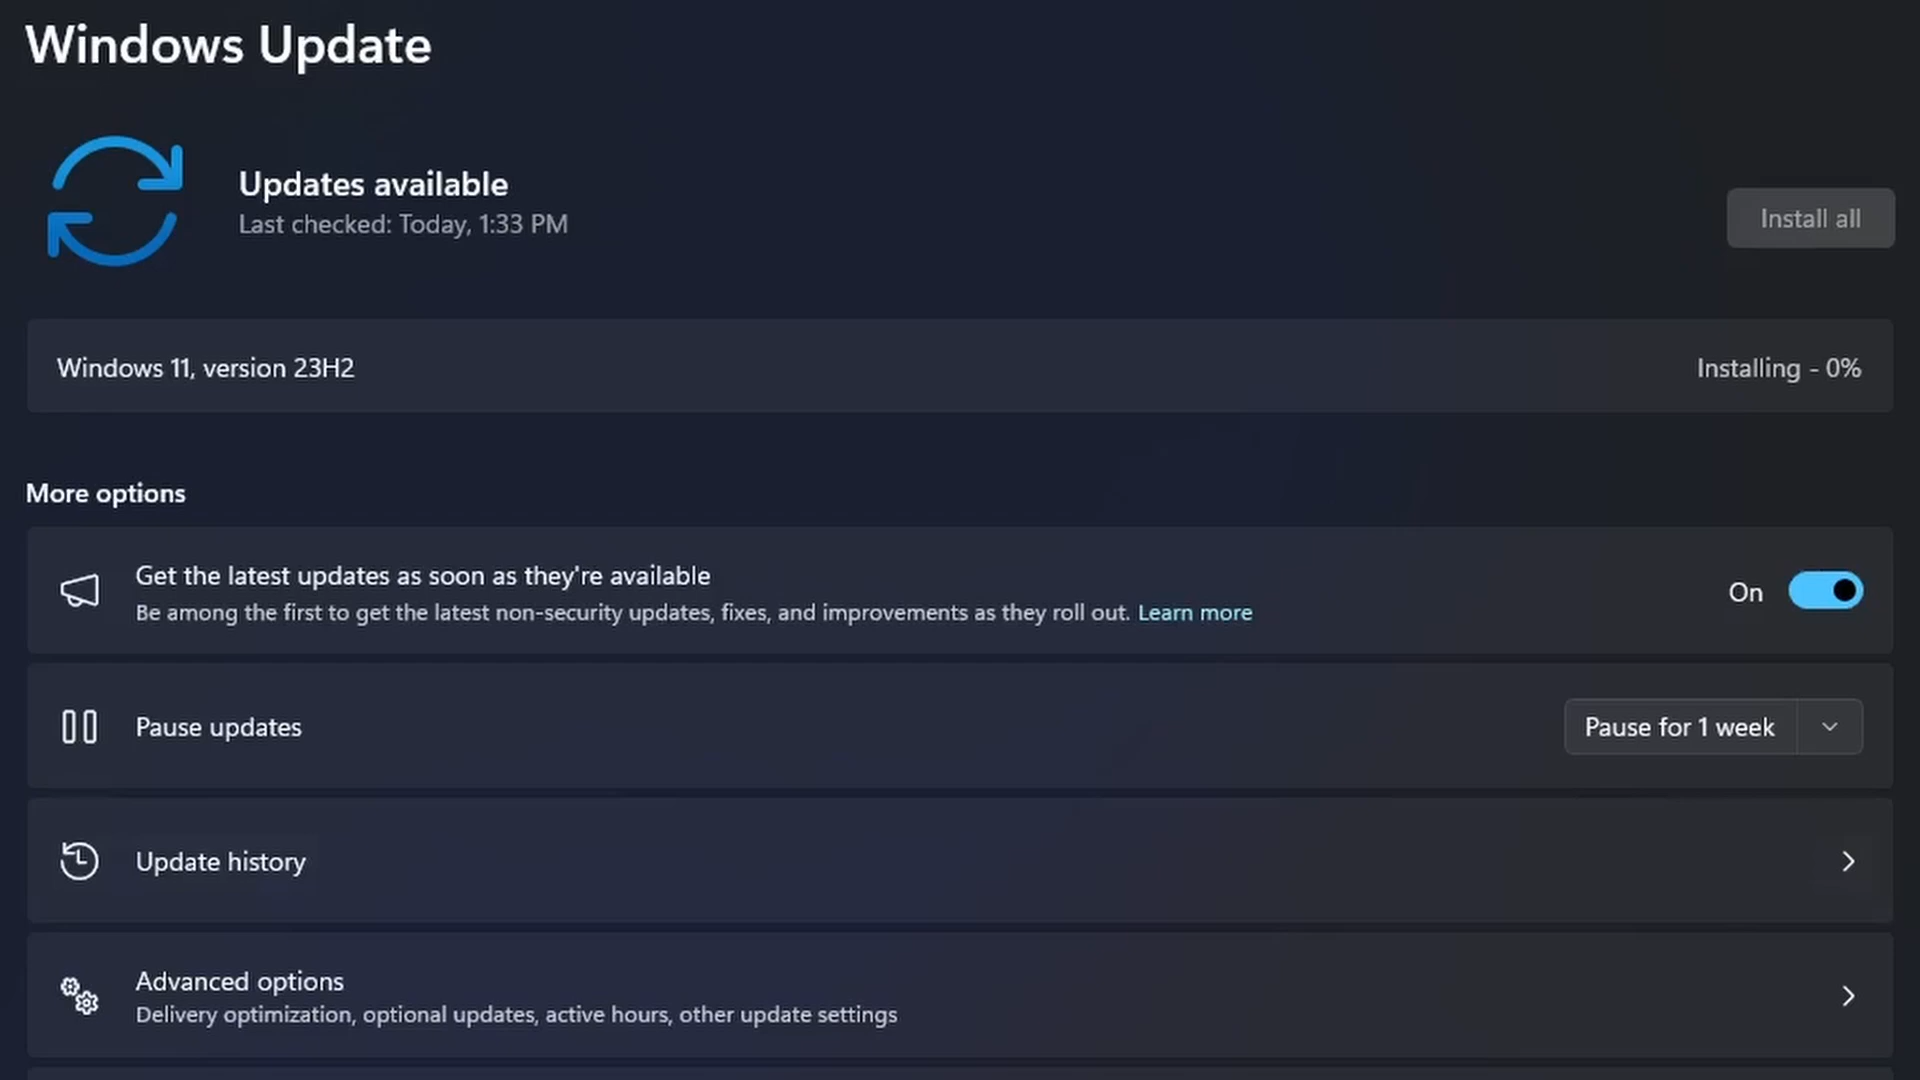 Windows Update
Updates available
Last checked: Today, 1:33 PM
Install all
Windows 11, version 23H2
Installing - 0%
More options
Get the latest updates as soon as they're available
Be among the first to get the latest non-security updates, fixes, and improvements as they roll out. Learn more
On
Pause updates
Pause for 1 week
Update history
Advanced options
Delivery optimization, optional updates, active hours, other update settings